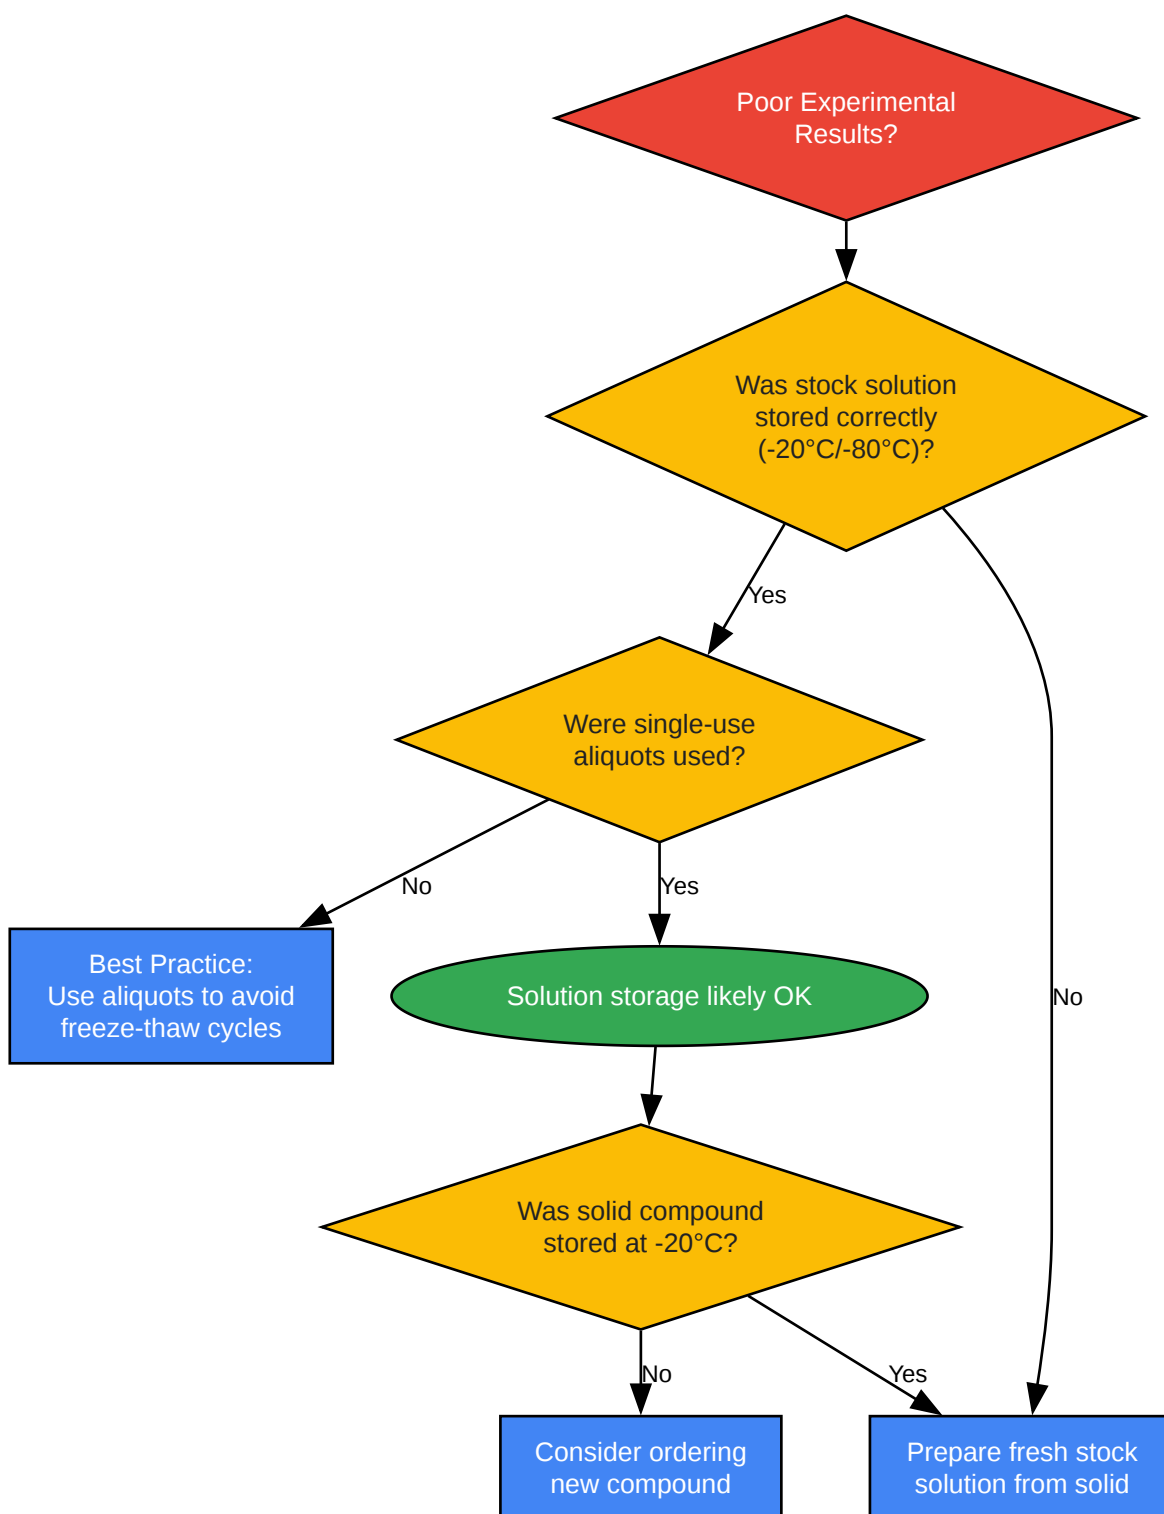 Poor Experimental
Results?
Was stock solution
stored correctly
(-20°C/-80°C)?
Yes
Were single-use
aliquots used?
No
Yes
Best Practice:
Use aliquots to avoid
freeze-thaw cycles
Solution storage likely OK
No
Was solid compound
stored at -20°C?
No
Yes
Consider ordering
new compound
Prepare fresh stock
solution from solid